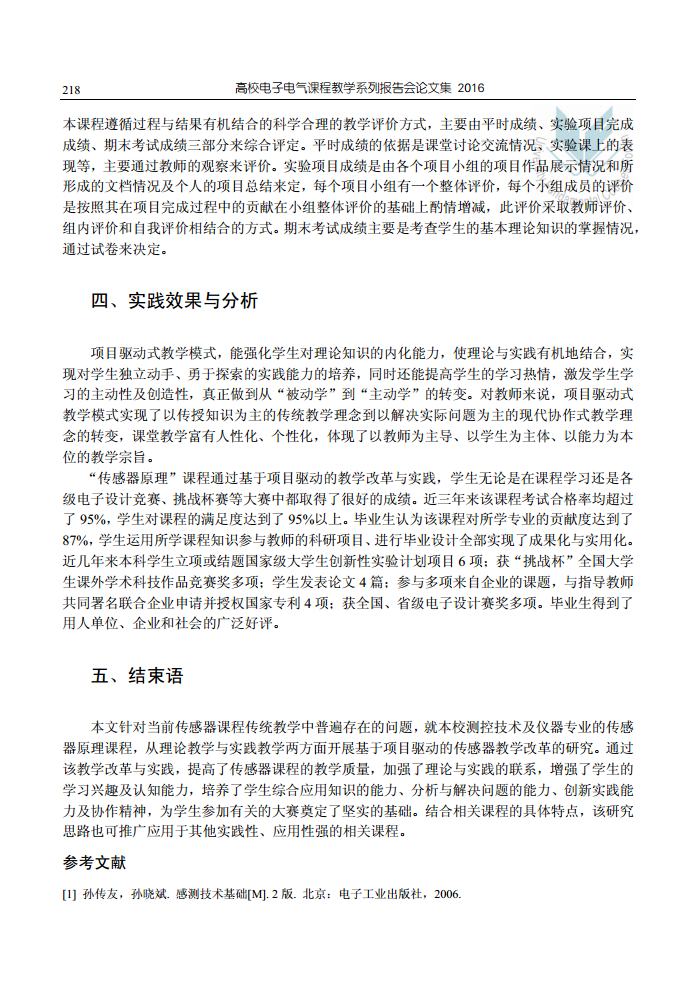 218
高校电子电气课程教学系列报告会论文集 2016
本课程遵循过程与结果有机结合的科学合理的教学评价方式，主要由平时成绩、实验项目完成
成绩、期末考试成绩三部分来综合评定。平时成绩的依据是课堂讨论交流情况、实验课上的表
现等，主要通过教师的观察来评价。实验项目成绩是由各个项目小组的项目作品展示情况和所
形成的文档情况及个人的项目总结来定，每个项目小组有一个整体评价，每个小组成员的评价
是按照其在项目完成过程中的贡献在小组整体评价的基础上酌情增减，此评价采取教师评价、
组内评价和自我评价相结合的方式。期末考试成绩主要是考查学生的基本理论知识的掌握情况，
通过试卷来决定。
四、实践效果与分析
项目驱动式教学模式，能强化学生对理论知识的内化能力，使理论与实践有机地结合，实
现对学生独立动手、勇于探索的实践能力的培养，同时还能提高学生的学习热情，激发学生学
习的主动性及创造性，真正做到从“被动学”到“主动学”的转变。对教师来说，项目驱动式
教学模式实现了以传授知识为主的传统教学理念到以解决实际问题为主的现代协作式教学理
念的转变，课堂教学富有人性化、个性化，体现了以教师为主导、以学生为主体、以能力为本
位的教学宗旨。
“传感器原理”课程通过基于项目驱动的教学改革与实践，学生无论是在课程学习还是各
级电子设计竞赛、挑战杯赛等大赛中都取得了很好的成绩。近三年来该课程考试合格率均超过
了 95%，学生对课程的满足度达到了 95%以上。毕业生认为该课程对所学专业的贡献度达到了
87%，学生运用所学课程知识参与教师的科研项目、进行毕业设计全部实现了成果化与实用化。
近几年来本科学生立项或结题国家级大学生创新性实验计划项目 6 项；获“挑战杯”全国大学
生课外学术科技作品竞赛奖多项；学生发表论文 4 篇；参与多项来自企业的课题，与指导教师
共同署名联合企业申请并授权国家专利 4 项；获全国、省级电子设计赛奖多项。毕业生得到了
用人单位、企业和社会的广泛好评。
五、结束语
本文针对当前传感器课程传统教学中普遍存在的问题，就本校测控技术及仪器专业的传感
器原理课程，从理论教学与实践教学两方面开展基于项目驱动的传感器教学改革的研究。通过
该教学改革与实践，提高了传感器课程的教学质量，加强了理论与实践的联系，增强了学生的
学习兴趣及认知能力，培养了学生综合应用知识的能力、分析与解决问题的能力、创新实践能
力及协作精神，为学生参加有关的大赛奠定了坚实的基础。结合相关课程的具体特点，该研究
思路也可推广应用于其他实践性、应用性强的相关课程。
参考文献
[1] 孙传友，孙晓斌. 感测技术基础[M]. 2 版. 北京：电子工业出版社，2006.